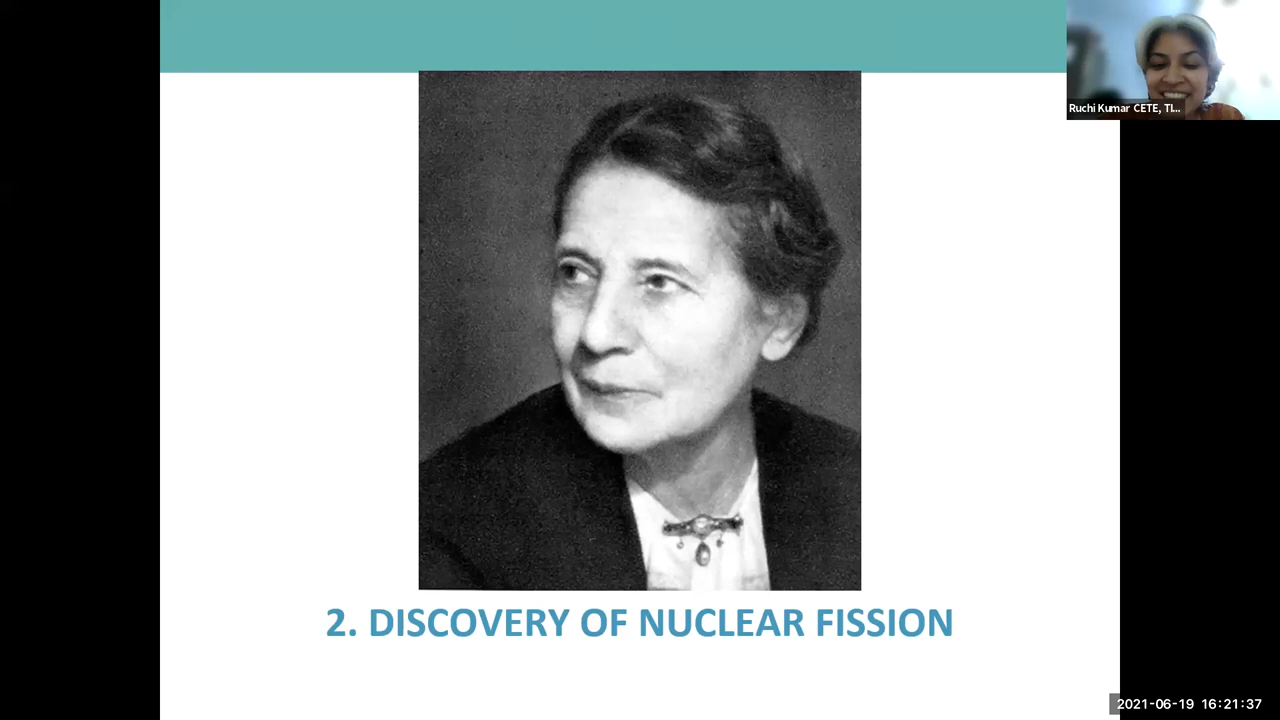 Ruchi Kumar CETE, TI...
2. DISCOVERY OF NUCLEAR FISSION
2021-06-19 16:21:37